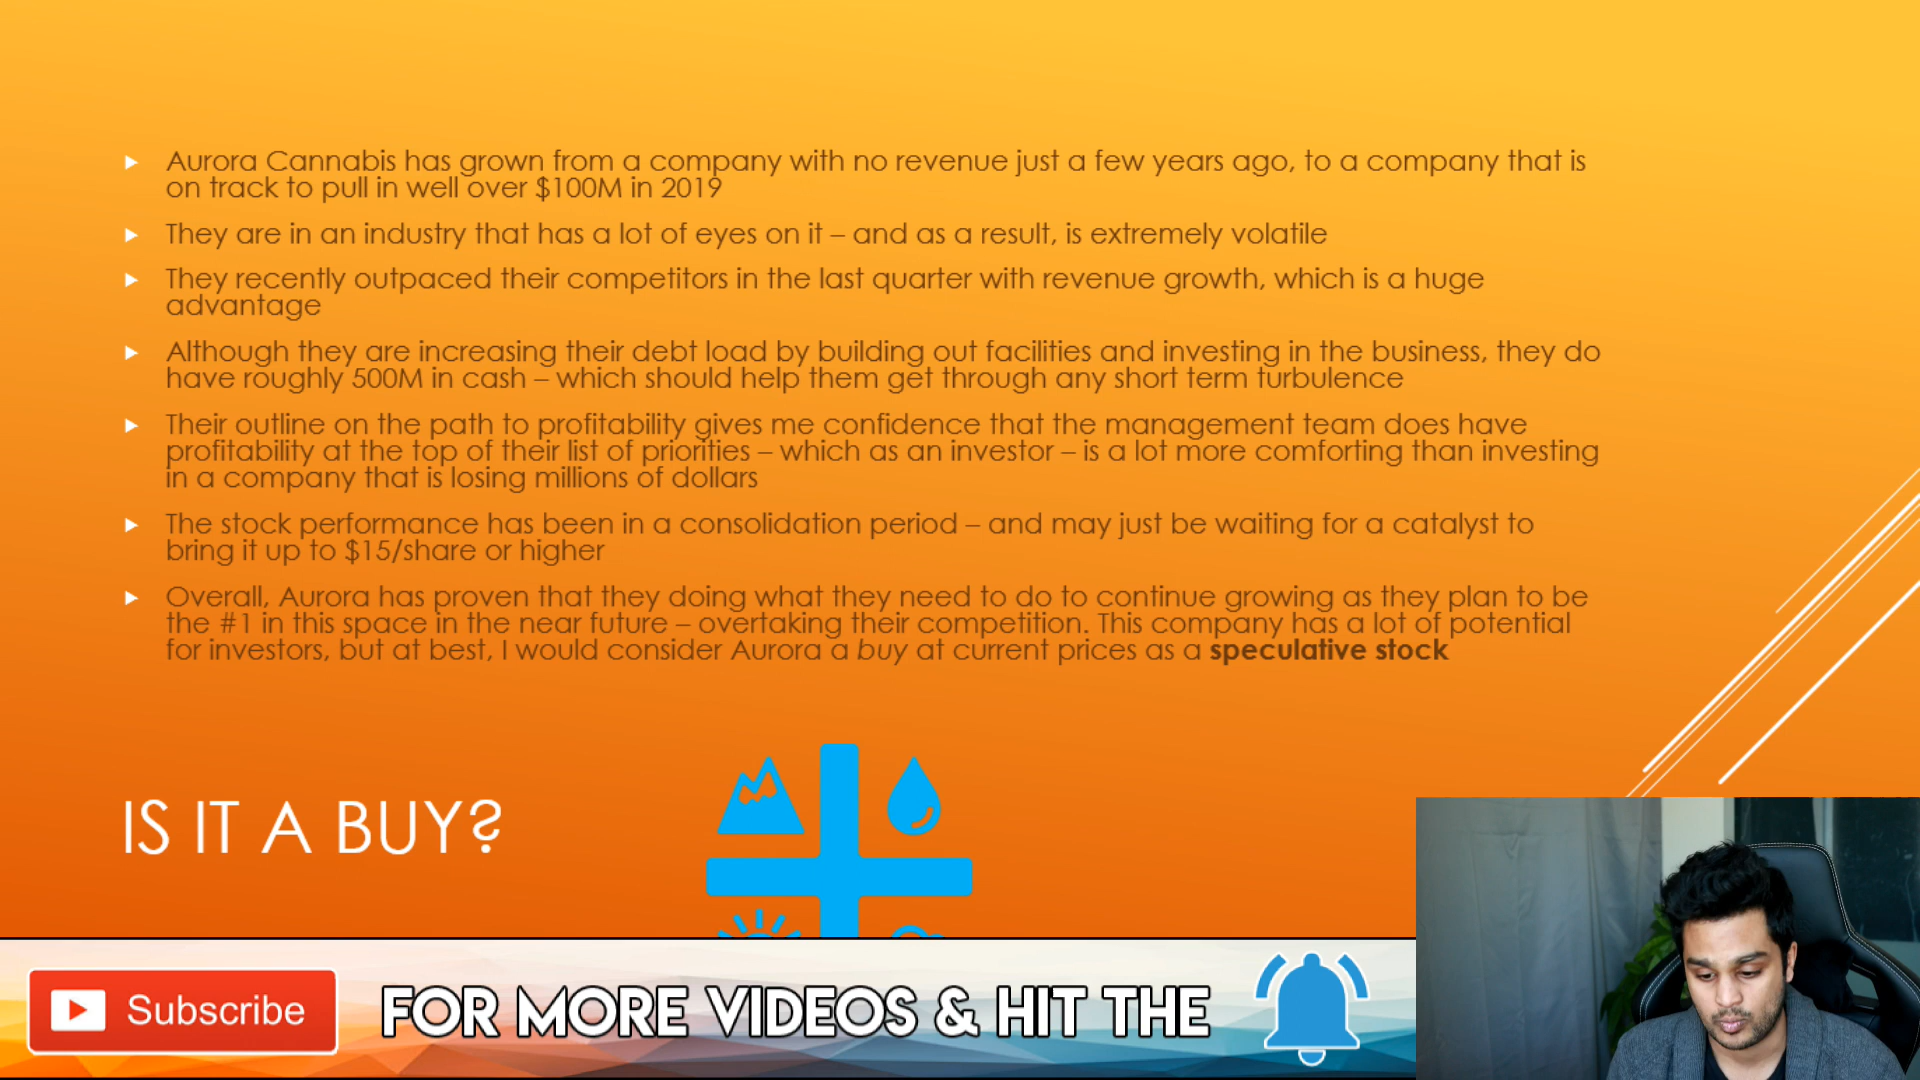 Aurora Cannabis has grown from a company with no revenue just a few years ago, to a company that is
on track to pull in well over $100M in 2019
They are in an industry that has a lot of eyes on it – and as a result, is extremely volatile
They recently outpaced their competitors in the last quarter with revenue growth, which is a huge
advantage
Although they are increasing their debt load by building out facilities and investing in the business, they do
have roughly 500M in cash – which should help them get through any short term turbulence
Their outline on the path to profitability gives me confidence that the management team does have
profitability at the top of their list of priorities – which as an investor – is a lot more comforting than investing
in a company that is losing millions of dollars
The stock performance has been in a consolidation period – and may just be waiting for a catalyst to
bring it up to $15/share or higher
Overall, Aurora has proven that they doing what they need to do to continue growing as they plan to be
the #1 in this space in the near future – overtaking their competition. This company has a lot of potential
for investors, but at best, I would consider Aurora a buy at current prices as a speculative stock
IS IT A BUY?
Subscribe
FOR MORE VIDEOS & HIT THE